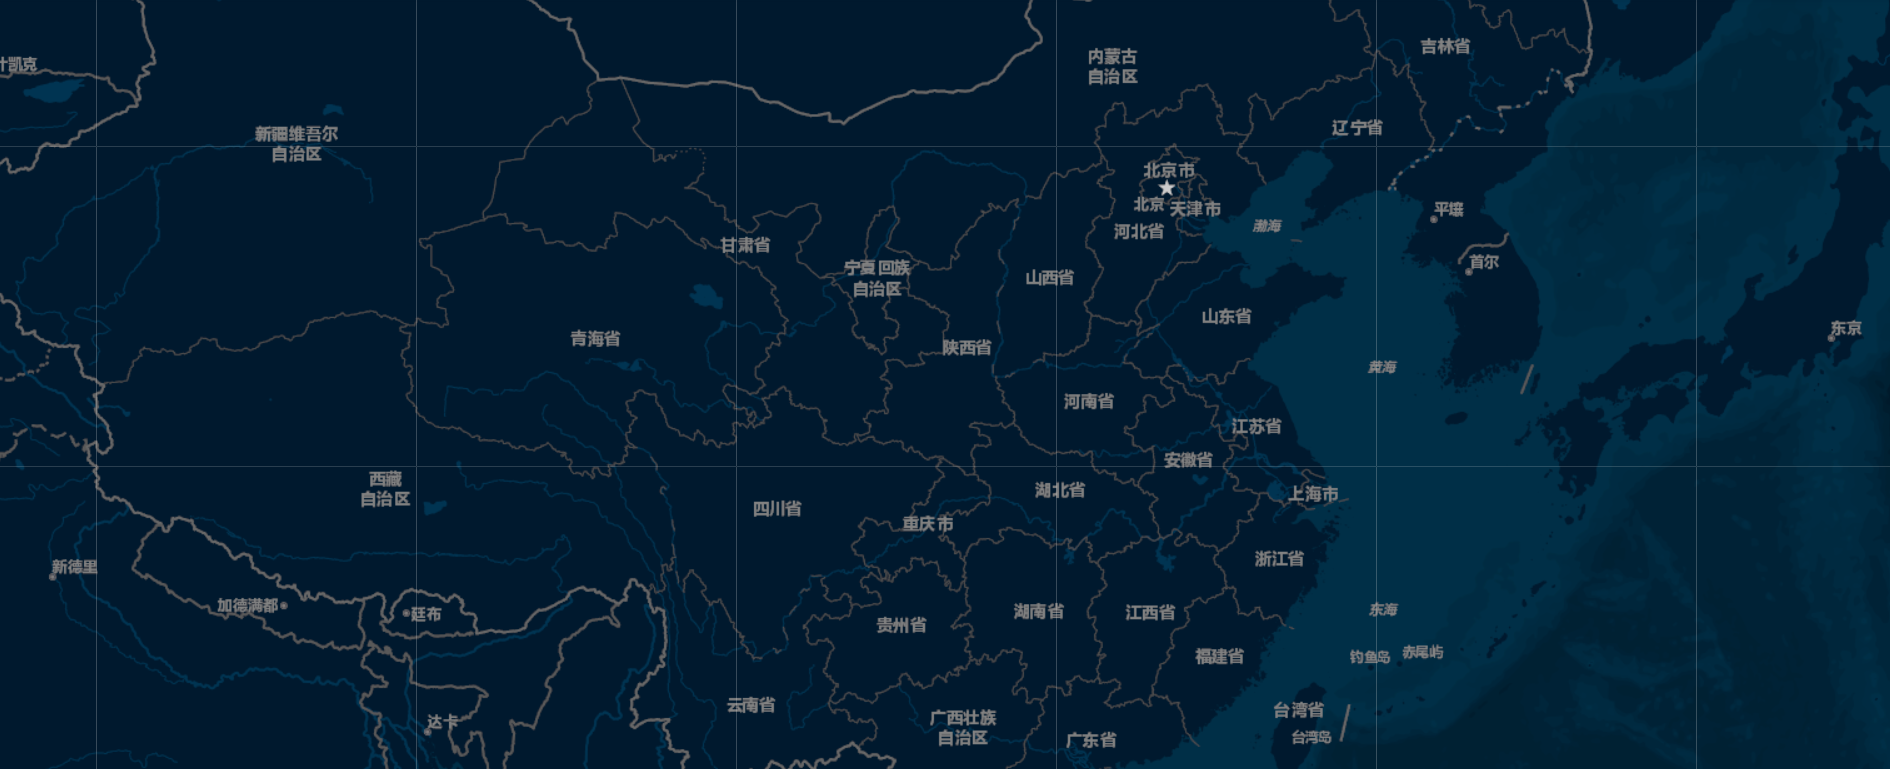 吉林省
内蒙古
自治区
什凯克
辽宁省
新疆维吾尔
自治区
北京市
北京
天津市
平壤
渤海
河北省
甘肃省
首尔
宁夏回族
自治区
山西省
山东省
东京
青海省
陕西省
黄海
河南省
江苏省
安徽省
西藏
自治区
湖北省
上海市
四川省
重庆市
浙江省
新德里
加德满都
廷布
湖南省
江西省
东海
贵州省
福建省
钓鱼岛
赤尾屿
云南省
台湾省
广西壮族
自治区
达卡
台湾岛
广东省